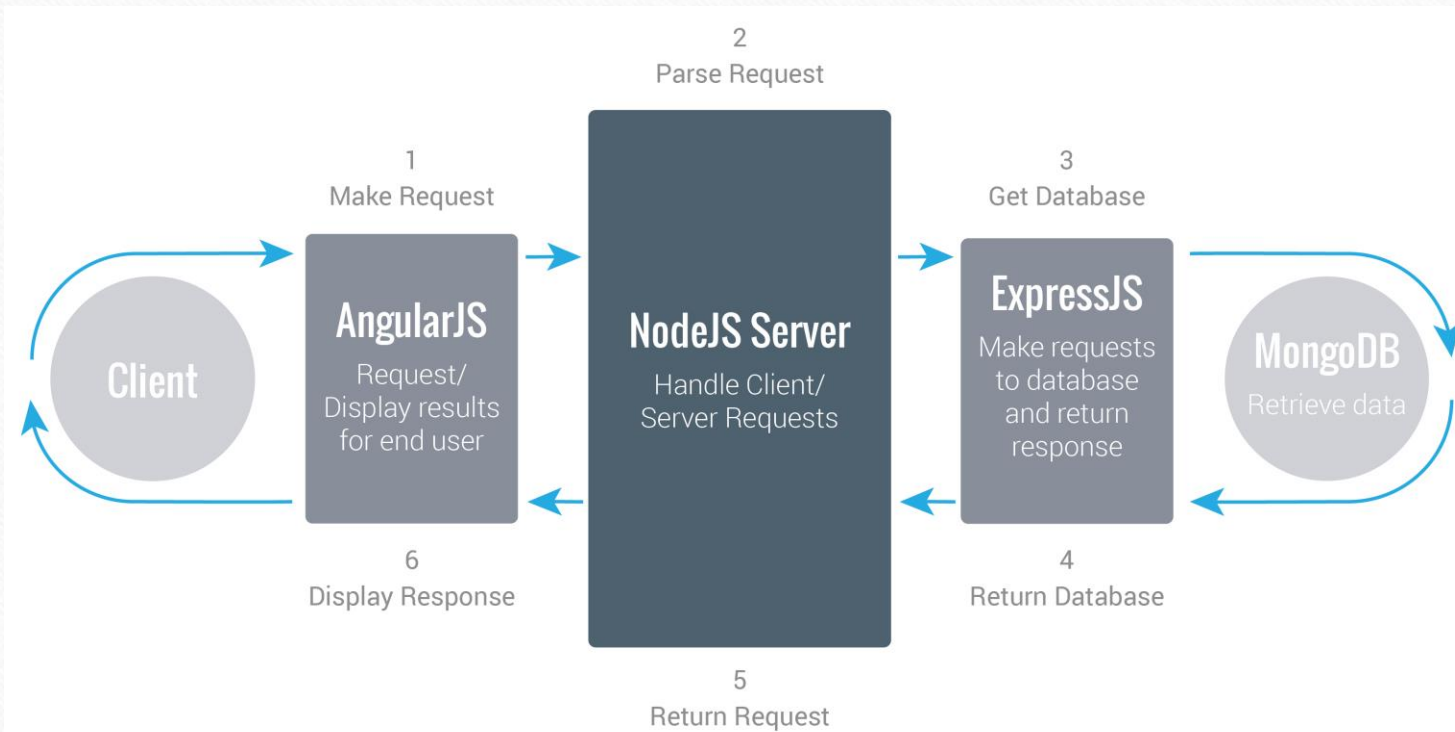 2
Parse Request
1
Make Request
3
Get Database
Client
AngularJS
Request/
Display results
for end user
NodeJS Server
Handle Client/
Server Requests
ExpressJS
Make requests
to database
and return
response
MongoDB
Retrieve data
6
Display Response
4
Return Database
5
Return Request